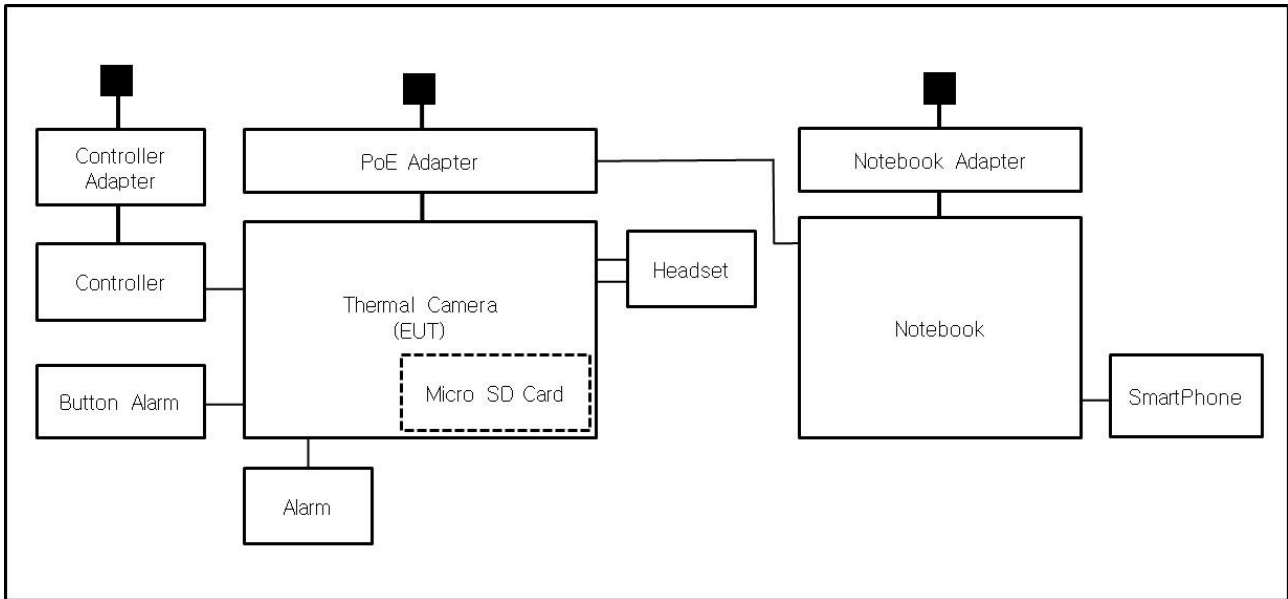 Controller
Adapter
PoE Adapter
Notebook Adapter
Controller
Thermal Camera
(EUT)
Headset
Notebook
Button Alarm
Micro SD Card
SmartPhone
Alarm